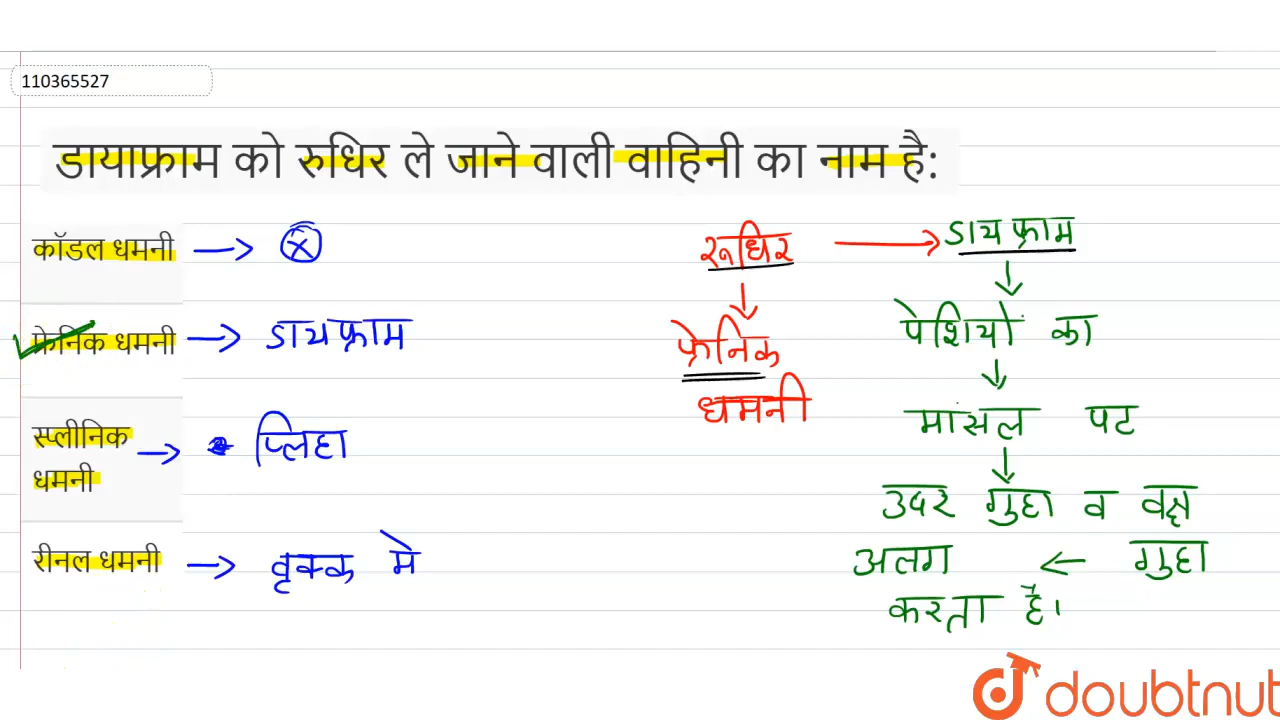 110365527
डायाफ्राम को रुधिर ले जाने वाली वाहिनी का नाम है:
कॉडल धमनी → ×
फ्रेनिक धमनी → डायफ्राम
स्प्लीनिक
धमनी → प्लिहा
रीनल धमनी → वृक्क मे
रूधिर → डायफ्राम
↓
फ्रेनिक
धमनी
↓
पेशियों का
↓
मांसल पट
↓
उदर गुहा व वक्ष
अलग ← गुहा
करता है।
doubtnut